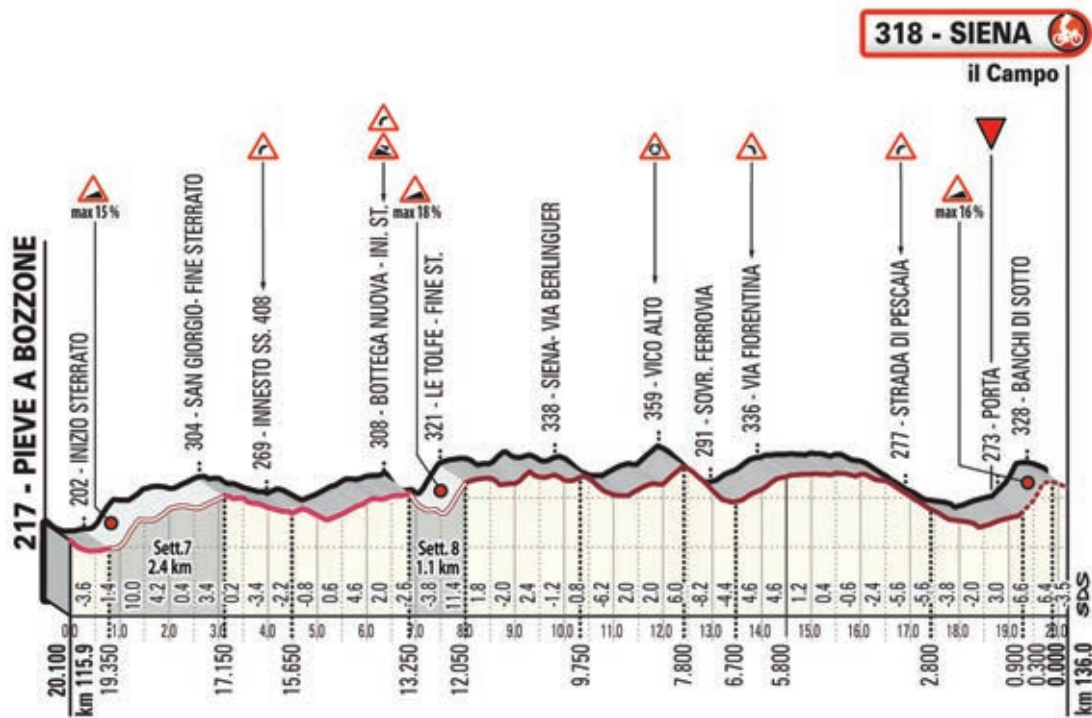 318 - SIENA
il Campo
max 15 %
max 18 %
max 16 %
217 - PIEVE A BOZZONE
202 - INIZIO STERRATO
304 - SAN GIORGIO- FINE STERRATO
269 - INNESTO SS. 408
308 - BOTTEGA NUOVA - INI. ST.
321 - LE TOLFE - FINE ST.
338 - SIENA- VIA BERLINGUER
359 - VICO ALTO
291 - SOVR. FERROVIA
336 - VIA FIORENTINA
277 - STRADA DI PESCAIA
273 - PORTA
328 - BANCHI DI SOTTO
Sett.7
2.4 km
Sett. 8
1.1 km
-3.6 -1.4 10.0 4.2 0.4 3.4 0.2 -3.4 -2.2 -0.8 0.6 4.6 2.0 -2.6 -3.8 11.4 1.8 -2.0 2.4 -1.2 0.8 -6.2 2.0 2.0 6.0 -8.2 -4.4 4.6 4.6 1.2 0.4 -0.6 -2.4 -5.6 -5.6 -3.8 -2.0 3.0 6.6 6.4 -3.5
0.0 1.0 2,0 3.0 4,0 5,0 6,0 7.0 8.0 9,0 10,0 11,0 12,0 13,0 14,0 15,0 16,0 17,0 18,0 19,0 20,0
20.100
km 115.9
19.350
17.150
15.650
13.250
12.050
9.750
7.800
6.700
5.800
2.800
0.900
0.300
0.000
km 136.0